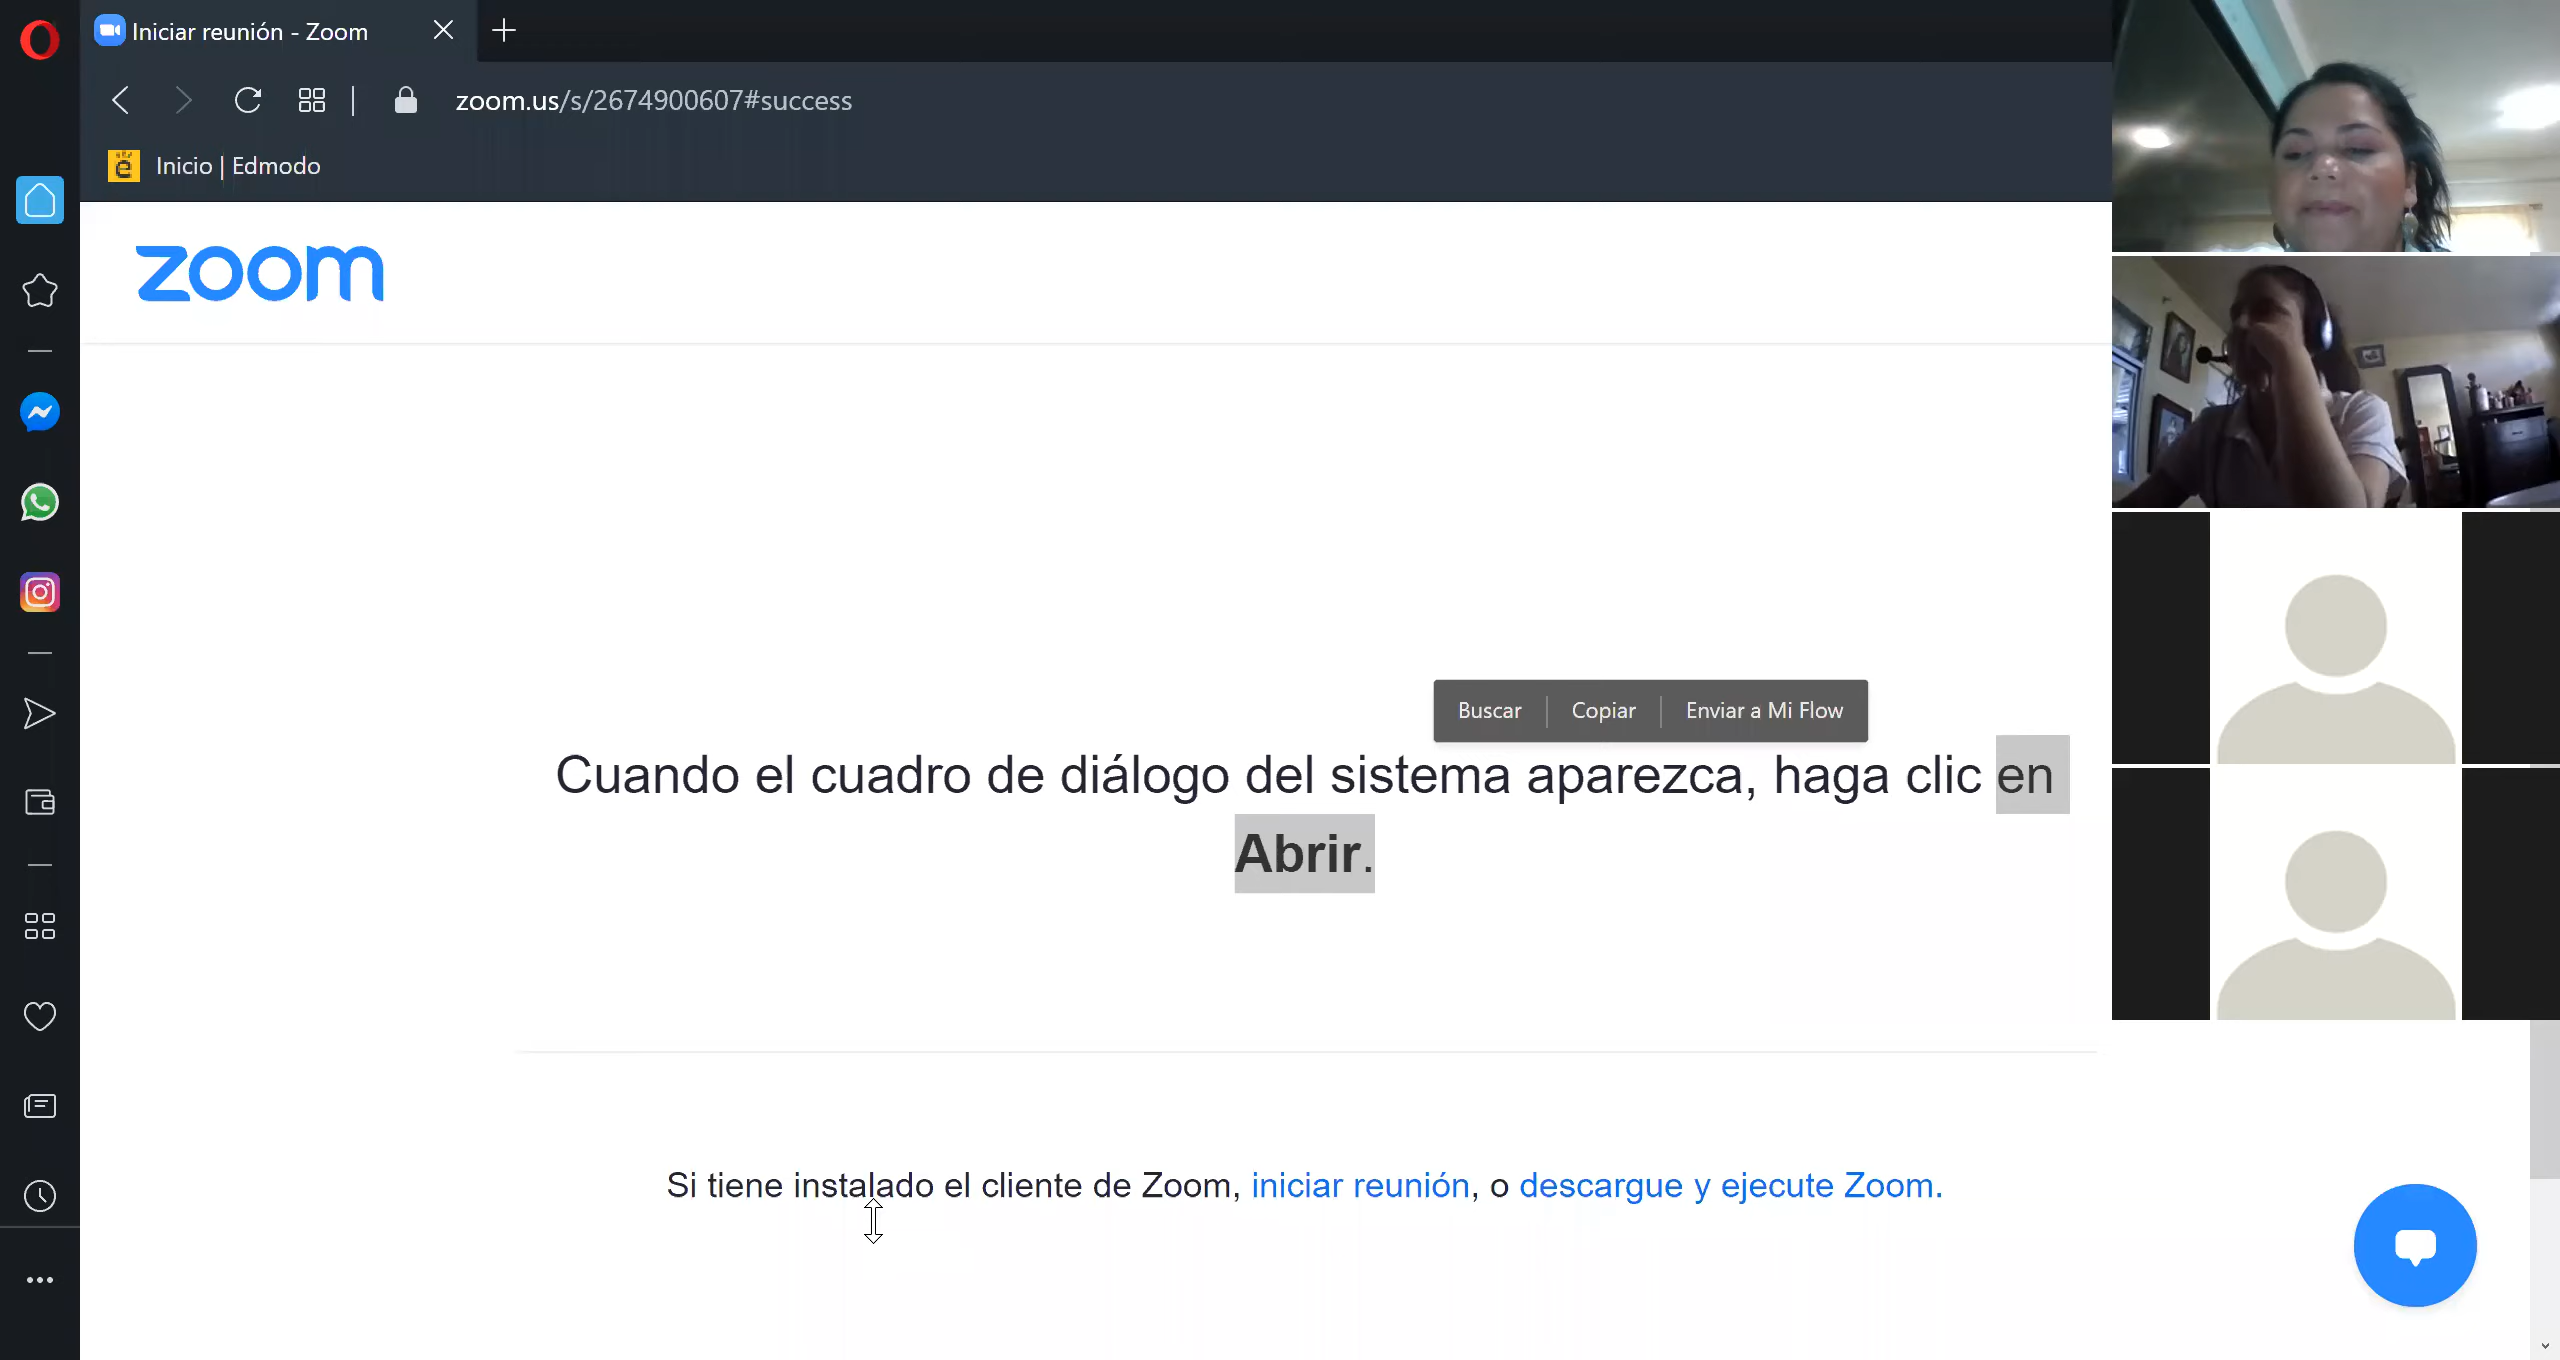 Iniciar reunión - Zoom
zoom.us/s/2674900607#success
ë Inicio | Edmodo
zoom
Buscar Copiar Enviar a Mi Flow
Cuando el cuadro de diálogo del sistema aparezca, haga clic en
Abrir.
Si tiene instalado el cliente de Zoom, iniciar reunión, o descargue y ejecute Zoom.